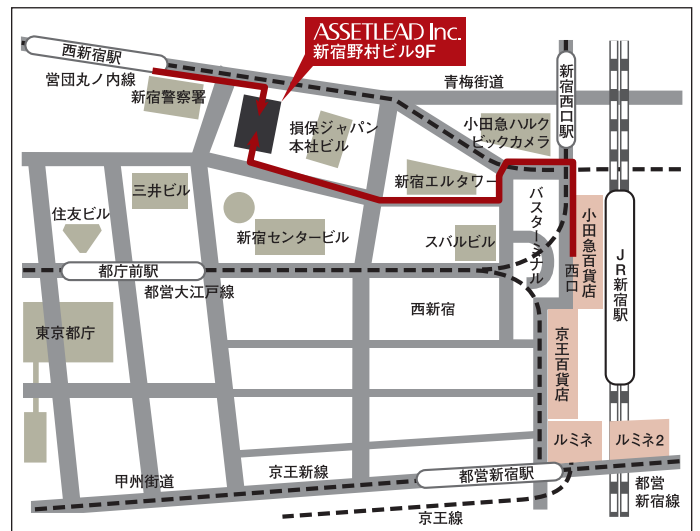 ASSETLEAD Inc.
新宿野村ビル9F
西新宿駅
営団丸ノ内線
新宿警察署
青梅街道
新宿西口駅
小田急ハルク
ビックカメラ
損保ジャパン
本社ビル
新宿エルタワー
三井ビル
住友ビル
新宿センタービル
スバルビル
バスターミナル
小田急百貨店
西口
JR新宿駅
都庁前駅
都営大江戸線
西新宿
東京都庁
京王百貨店
ルミネ
ルミネ2
甲州街道
京王新線
都営新宿駅
都営
新宿線
京王線